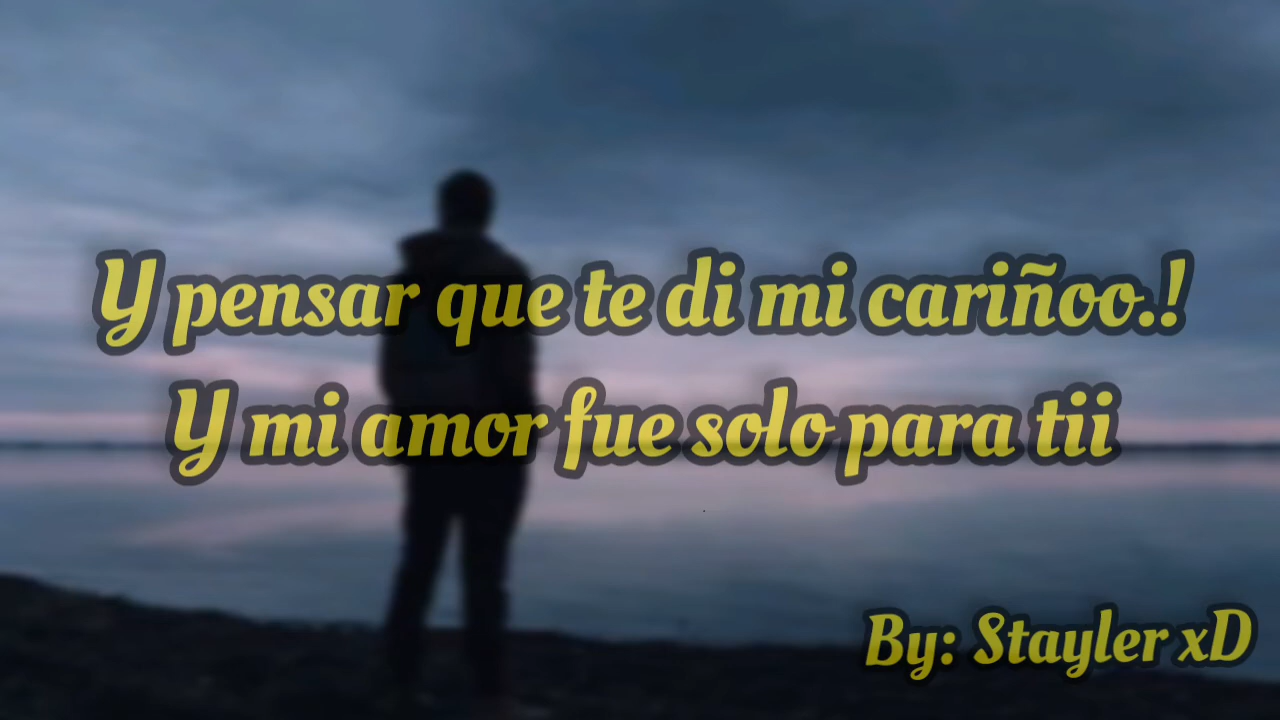 Y pensar que te di mi cariñoo.!
Y mi amor fue solo para tii
By: Stayler xD